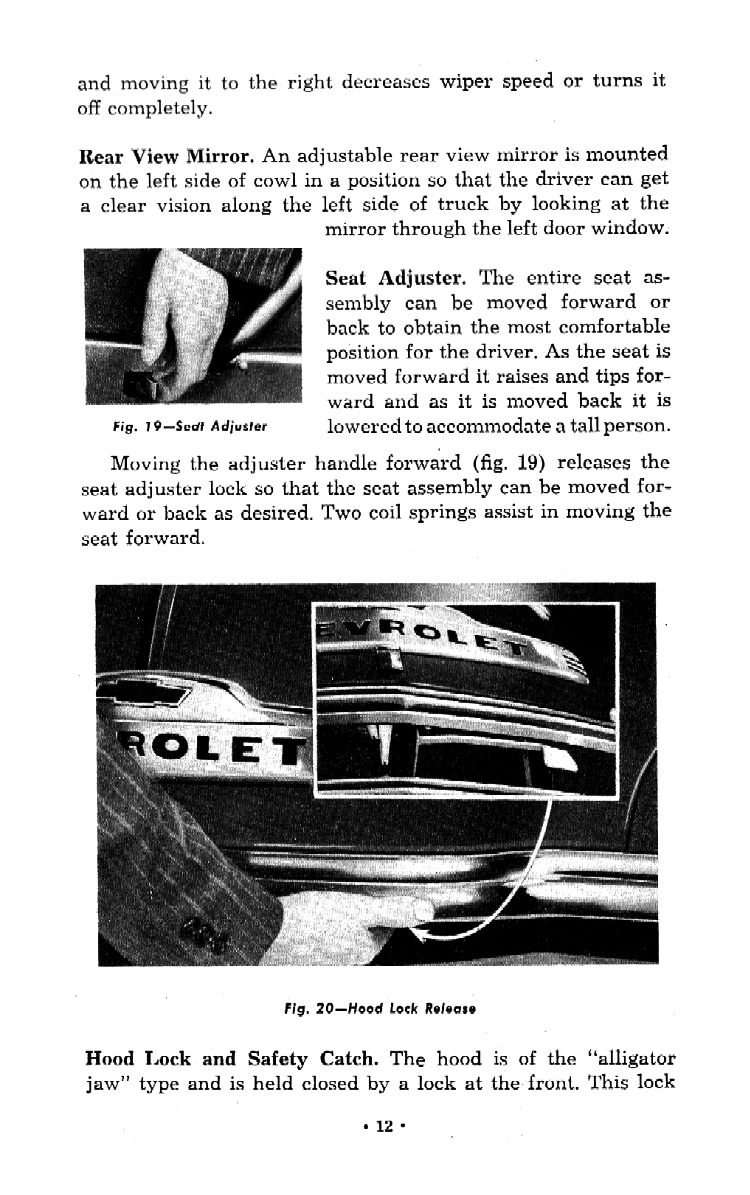 and moving it to the right decreases wiper speed or turns it
off completely.
Rear View Mirror. An adjustable rear view mirror is mounted
on the left side of cowl in a position so that the driver can get
a clear vision along the left side of truck by looking at the
mirror through the left door window.
Seat Adjuster. The entire seat as-
sembly can be moved forward or
back to obtain the most comfortable
position for the driver. As the seat is
moved forward it raises and tips for-
ward and as it is moved back it is
lowered to accommodate a tall person.
Fig. 19—Seat Adjuster
Moving the adjuster handle forward (fig. 19) releases the
seat adjuster lock so that the seat assembly can be moved for-
ward or back as desired. Two coil springs assist in moving the
seat forward.
EVROLET
ROLET
Fig. 20—Hood Lock Release
Hood Lock and Safety Catch. The hood is of the "alligator
jaw" type and is held closed by a lock at the front. This lock
• 12 •